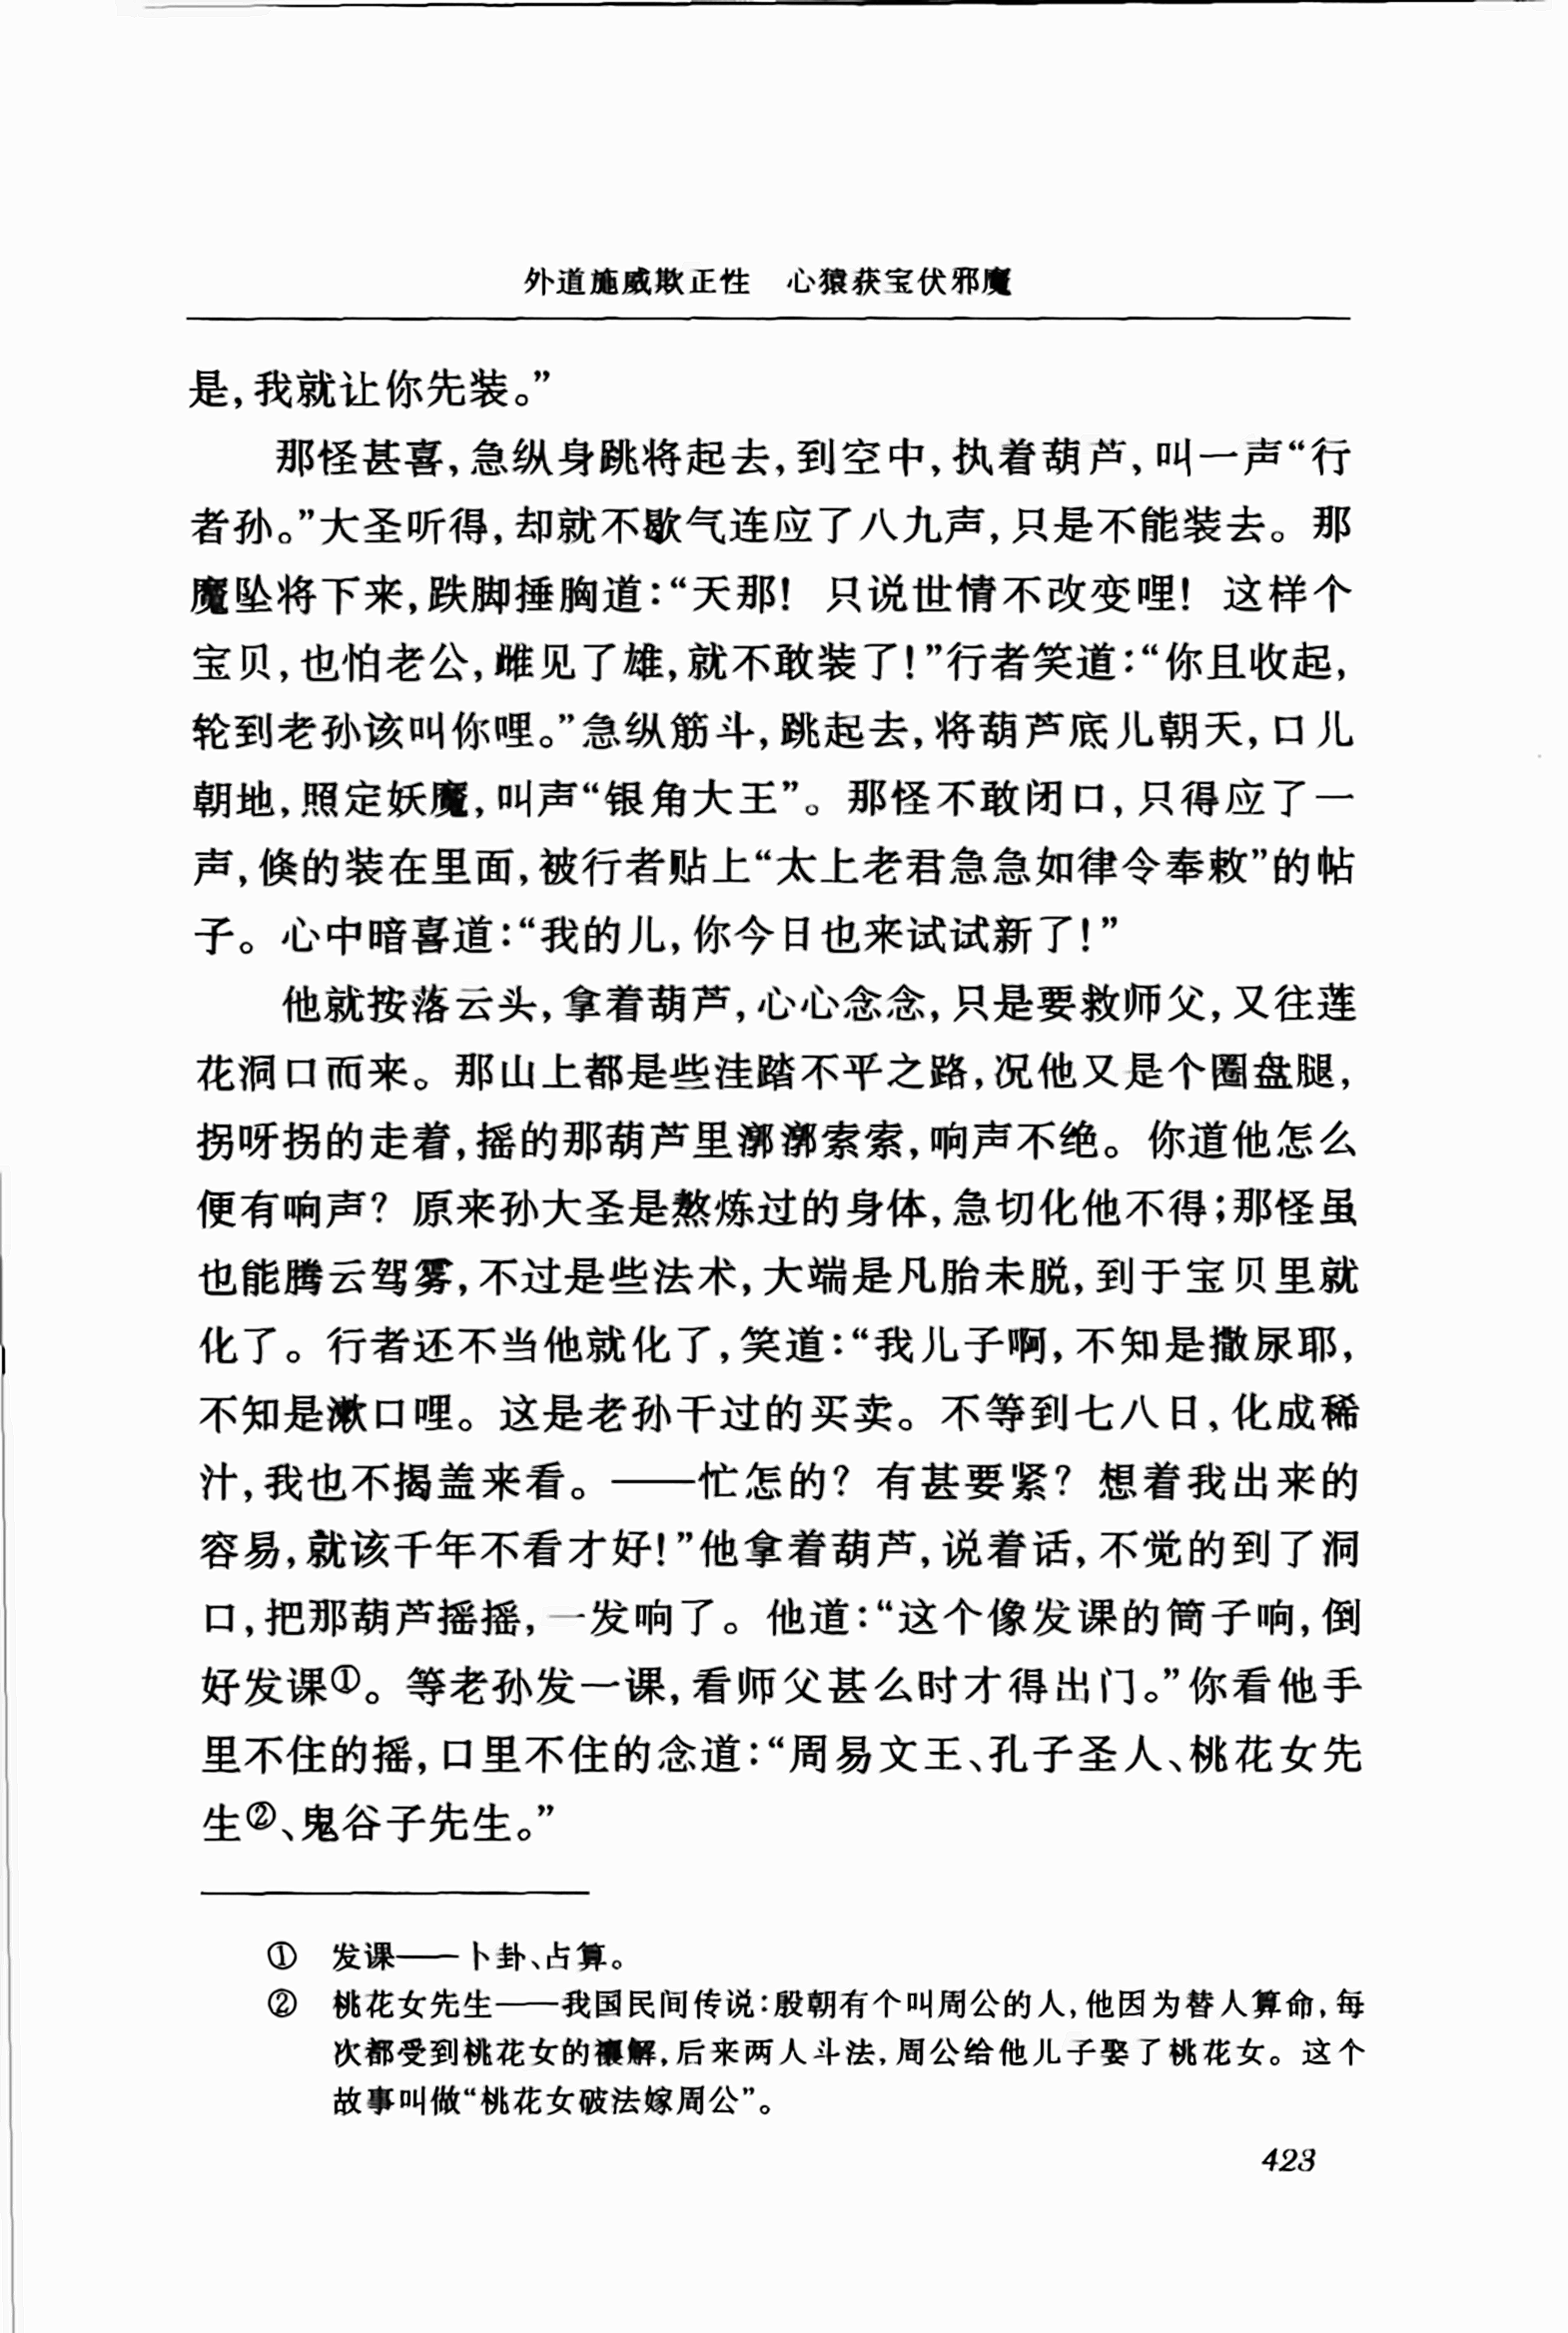 外道施威欺正性　心猿获宝伏邪魔
是,我就让你先装。”
那怪甚喜,急纵身跳将起去,到空中,执着葫芦,叫一声“行
者孙。”大圣听得,却就不歇气连应了八九声,只是不能装去。那
魔坠将下来,跌脚捶胸道:“天那! 只说世情不改变哩! 这样个
宝贝,也怕老公,雌见了雄,就不敢装了!”行者笑道:“你且收起,
轮到老孙该叫你哩。”急纵筋斗,跳起去,将葫芦底儿朝天,口儿
朝地,照定妖魔,叫声“银角大王”。那怪不敢闭口,只得应了一
声,倏的装在里面,被行者贴上“太上老君急急如律令奉敕”的帖
子。心中暗喜道:“我的儿,你今日也来试试新了!”
他就按落云头,拿着葫芦,心心念念,只是要救师父,又往莲
花洞口而来。那山上都是些洼踏不平之路,况他又是个圈盘腿,
拐呀拐的走着,摇的那葫芦里漷漷索索,响声不绝。你道他怎么
便有响声? 原来孙大圣是熬炼过的身体,急切化他不得;那怪虽
也能腾云驾雾,不过是些法术,大端是凡胎未脱,到于宝贝里就
化了。行者还不当他就化了,笑道:“我儿子啊,不知是撒尿耶,
不知是漱口哩。这是老孙干过的买卖。不等到七八日,化成稀
汁,我也不揭盖来看。——忙怎的? 有甚要紧? 想着我出来的
容易,就该千年不看才好!”他拿着葫芦,说着话,不觉的到了洞
口,把那葫芦摇摇,一发响了。他道:“这个像发课的筒子响,倒
好发课①。等老孙发一课,看师父甚么时才得出门。”你看他手
里不住的摇,口里不住的念道:“周易文王、孔子圣人、桃花女先
生②、鬼谷子先生。”
①　发课——卜卦、占算。
②　桃花女先生——我国民间传说:殷朝有个叫周公的人,他因为替人算命,每
次都受到桃花女的禳解,后来两人斗法,周公给他儿子娶了桃花女。这个
故事叫做“桃花女破法嫁周公”。
423